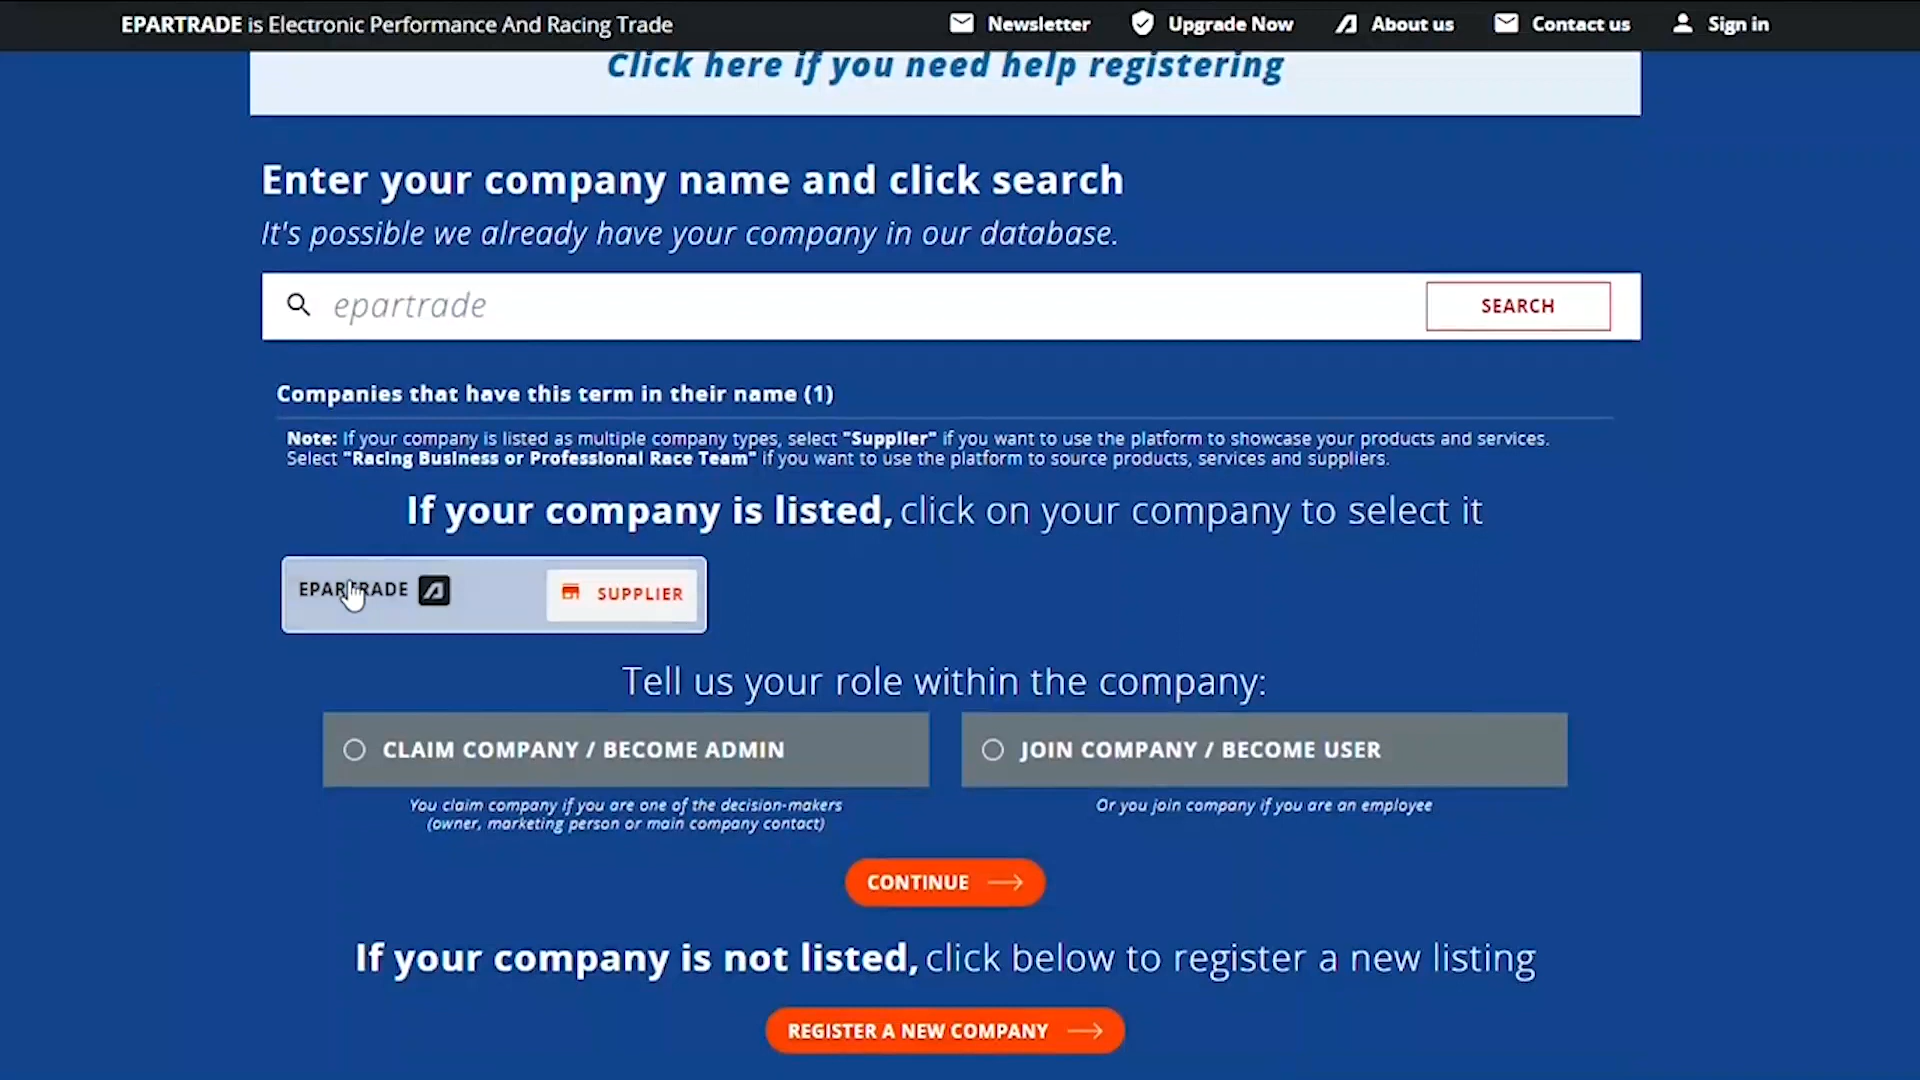 EPARTRADE is Electronic Performance And Racing Trade
Newsletter
Upgrade Now
About us
Contact us
Sign in
Click here if you need help registering
Enter your company name and click search
It's possible we already have your company in our database.
epartrade
SEARCH
Companies that have this term in their name (1)
Note: If your company is listed as multiple company types, select "Supplier" if you want to use the platform to showcase your products and services.
Select "Racing Business or Professional Race Team" if you want to use the platform to source products, services and suppliers.
If your company is listed, click on your company to select it
EPARTRADE
SUPPLIER
Tell us your role within the company:
CLAIM COMPANY / BECOME ADMIN
JOIN COMPANY / BECOME USER
You claim company if you are one of the decision-makers
(owner, marketing person or main company contact)
Or you join company if you are an employee
CONTINUE
If your company is not listed, click below to register a new listing
REGISTER A NEW COMPANY